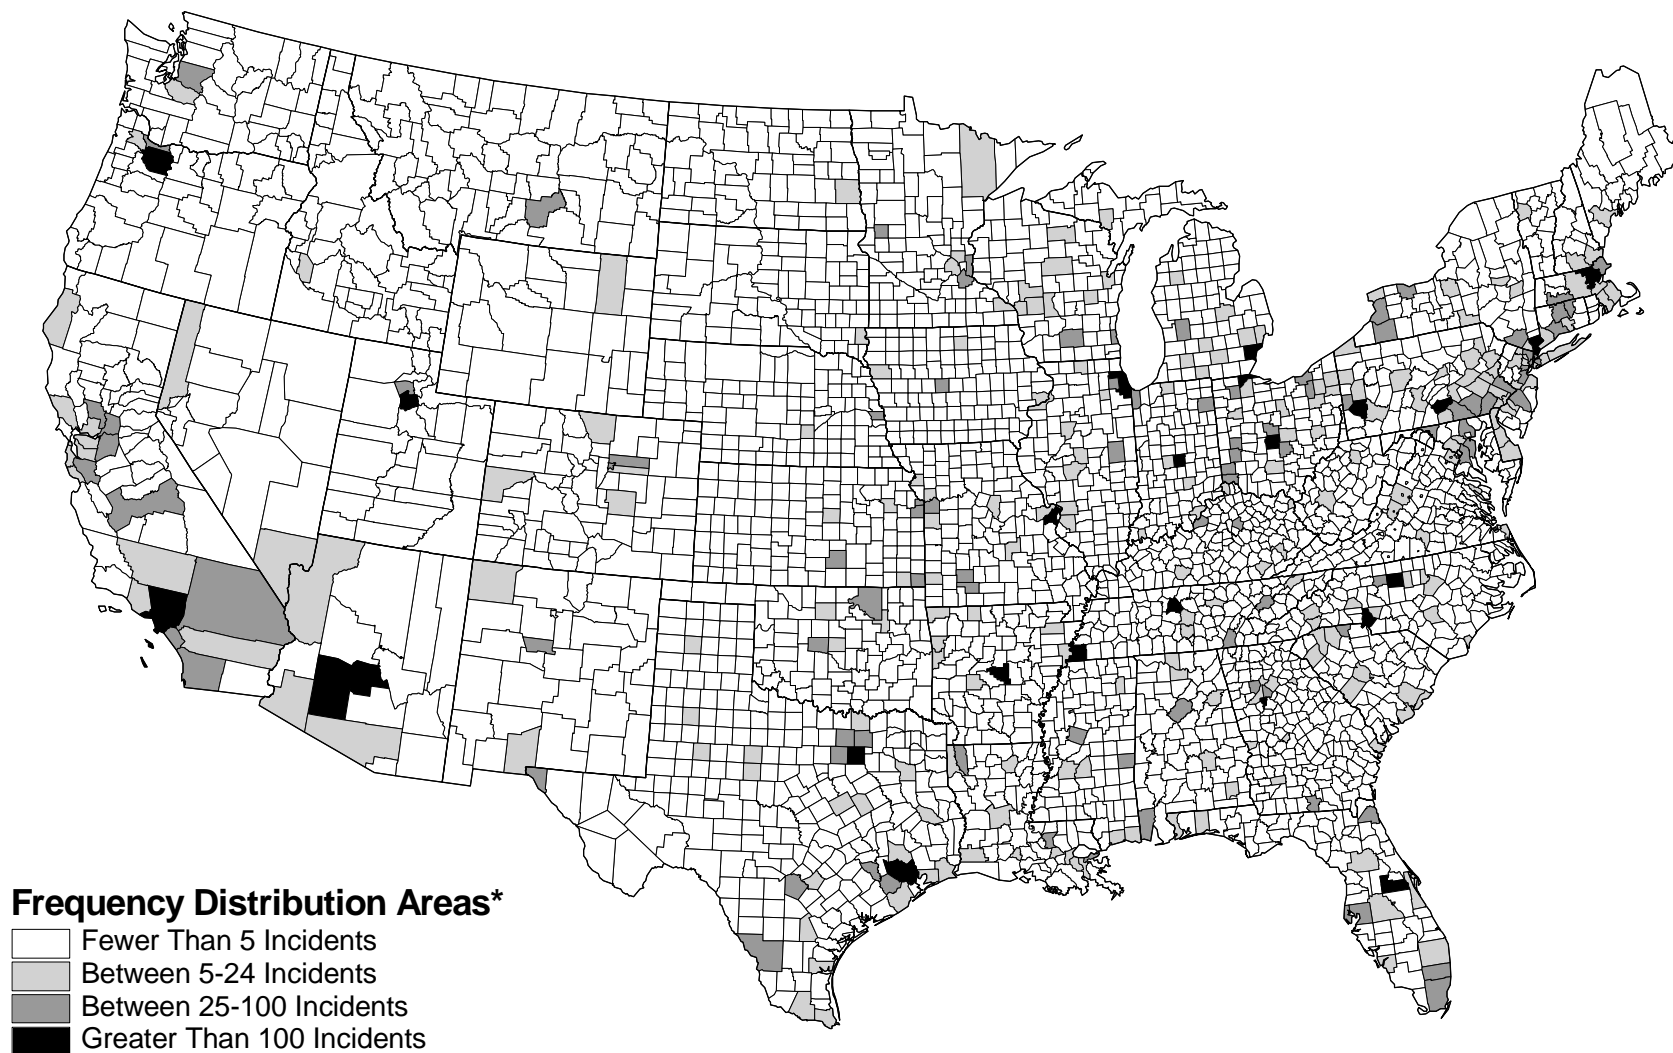 Frequency Distribution Areas*
Fewer Than 5 Incidents
Between 5-24 Incidents
Between 25-100 Incidents
Greater Than 100 Incidents